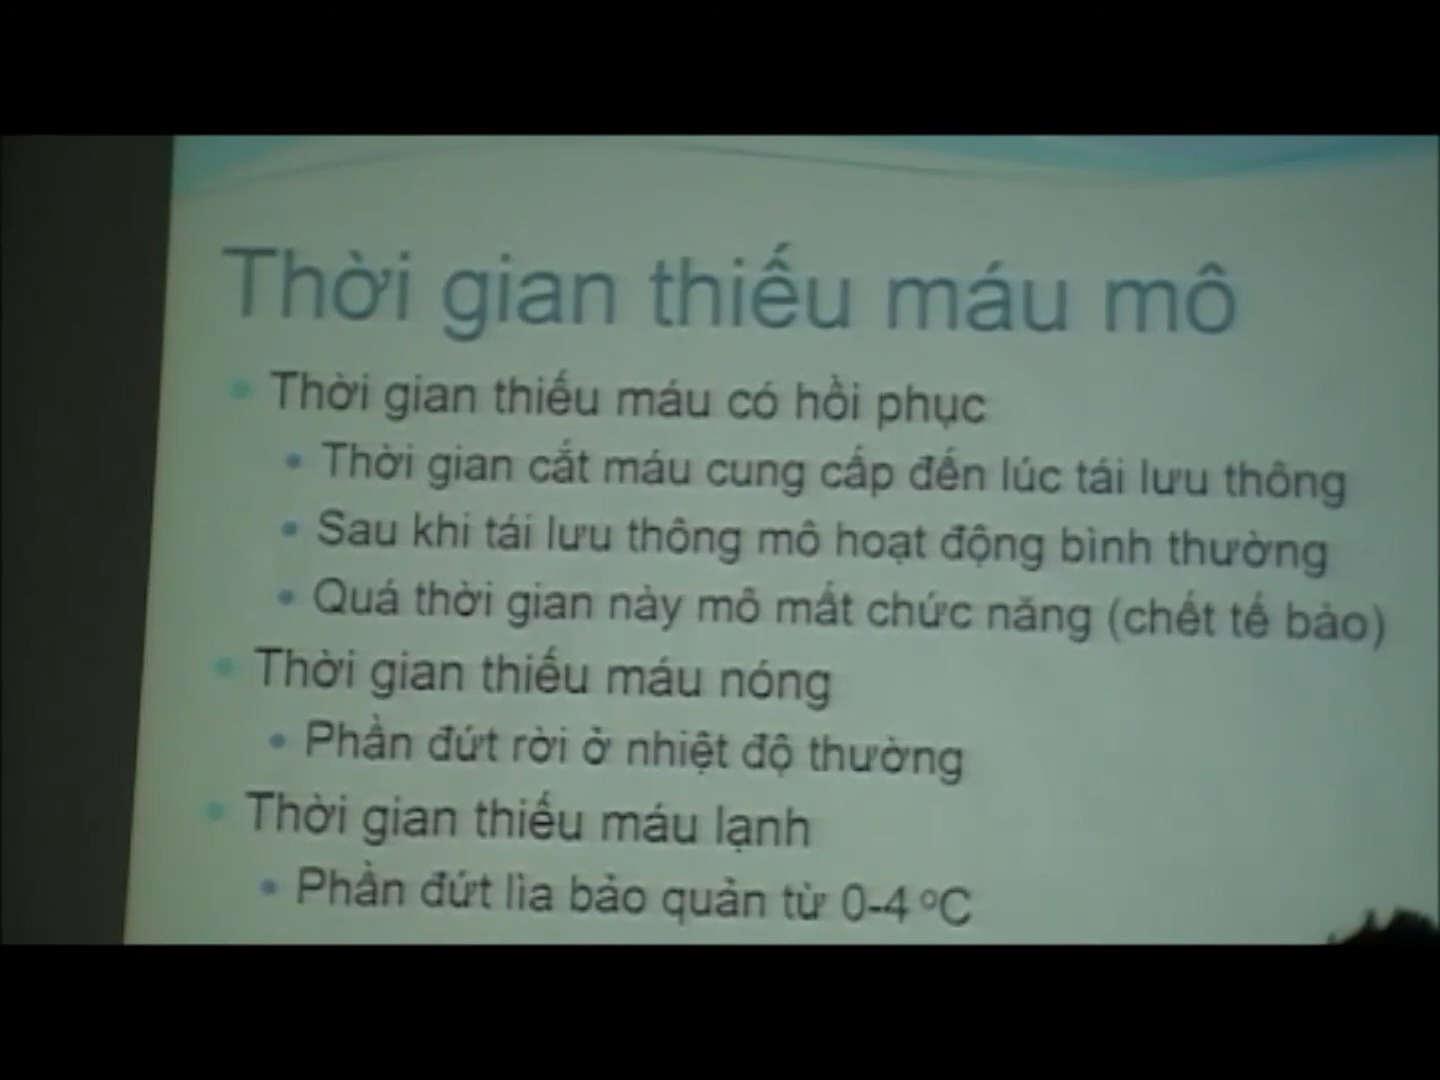 Thời gian thiếu máu mô
Thời gian thiếu máu có hồi phục
Thời gian cắt máu cung cấp đến lúc tái lưu thông
Sau khi tái lưu thông mô hoạt động bình thường
Quá thời gian này mô mất chức năng (chết tế bào)
Thời gian thiếu máu nóng
Phần đứt rời ở nhiệt độ thường
Thời gian thiếu máu lạnh
Phần đứt lìa bảo quản từ 0-4 ºC